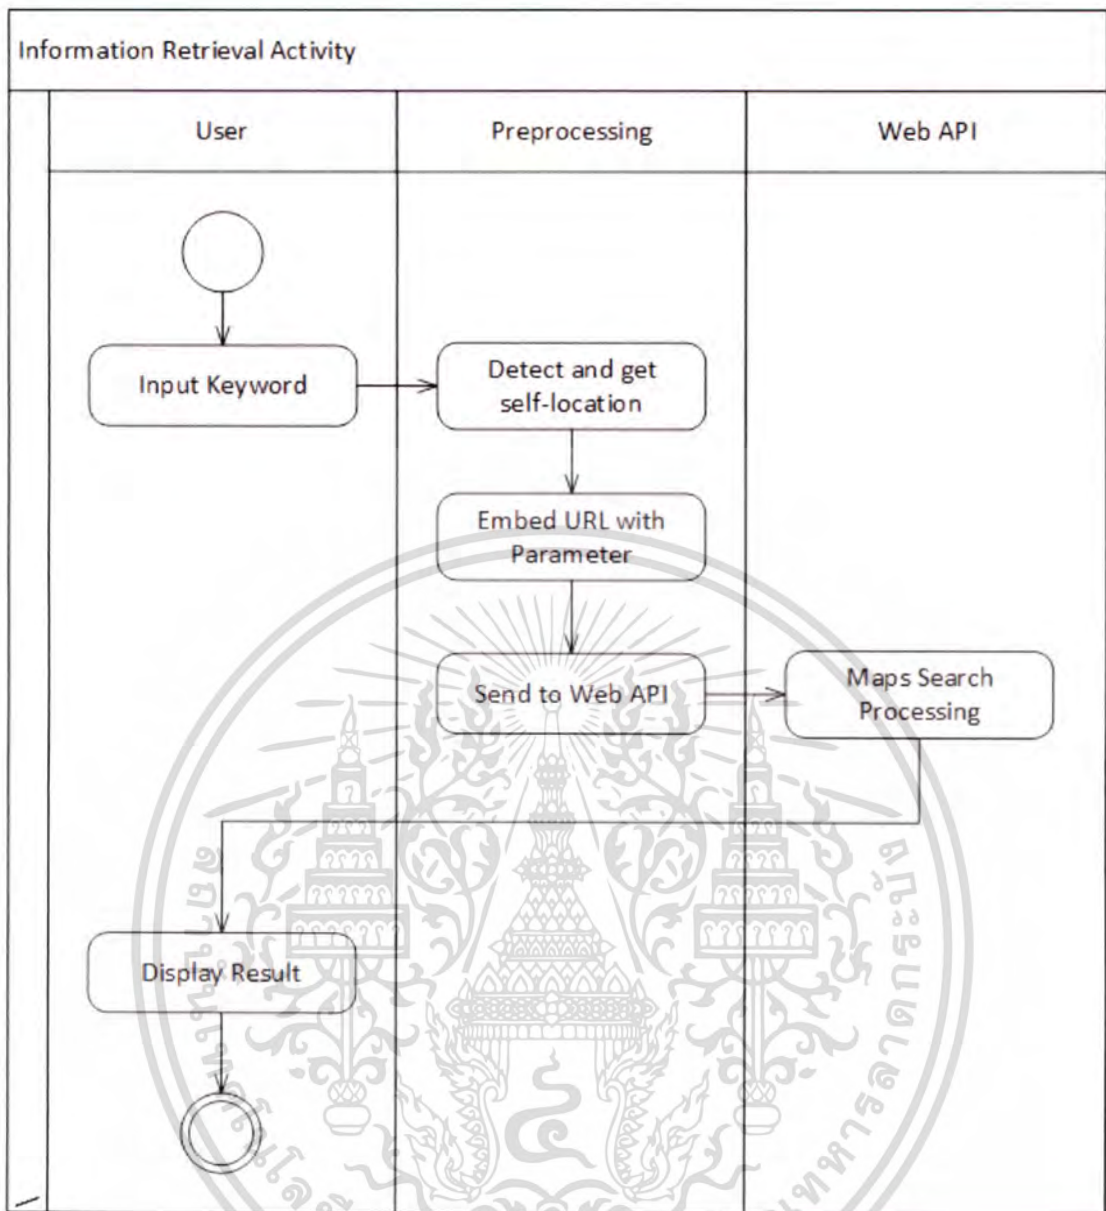 Information Retrieval Activity
User
Preprocessing
Web API
Input Keyword
Detect and get
self-location
Embed URL with
Parameter
Send to Web API
Maps Search
Processing
Display Result